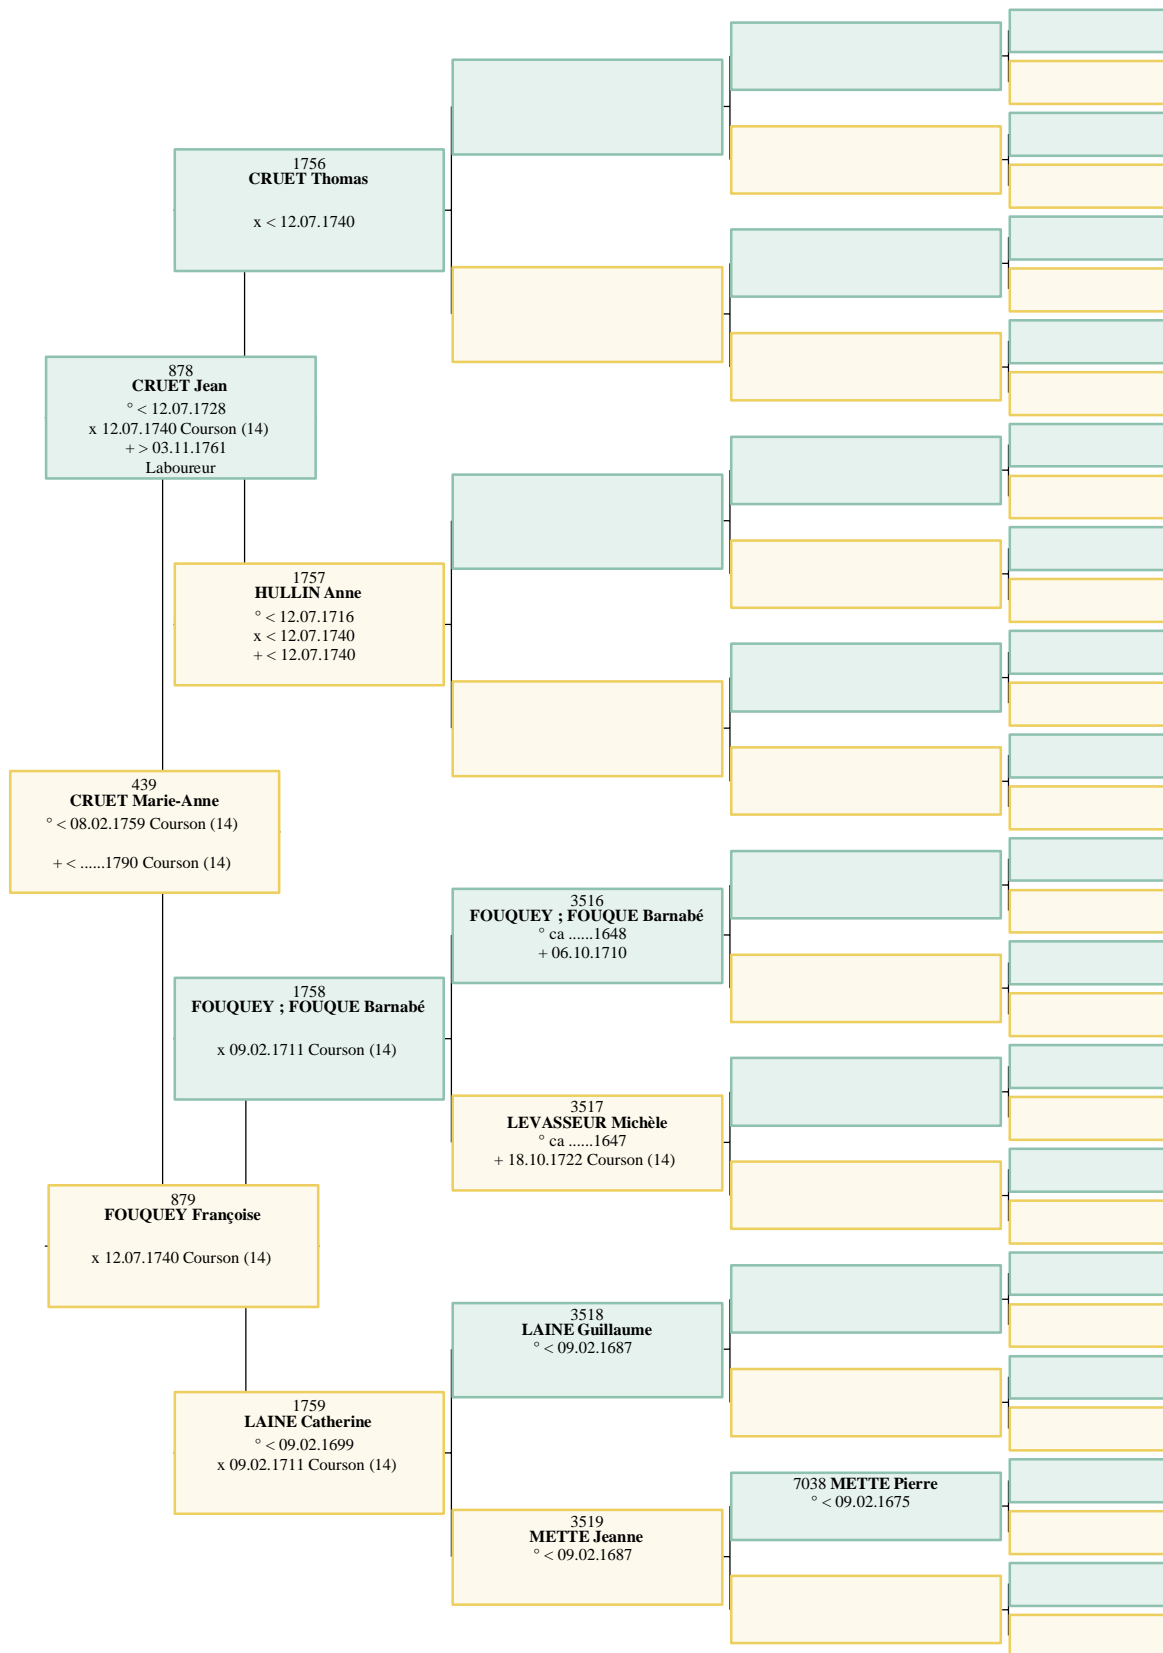 1756
CRUET Thomas
x < 12.07.1740
878
CRUET Jean
° < 12.07.1728
x 12.07.1740 Courson (14)
+ > 03.11.1761
Laboureur
1757
HULLIN Anne
° < 12.07.1716
x < 12.07.1740
+ < 12.07.1740
439
CRUET Marie-Anne
° < 08.02.1759 Courson (14)
+ < ......1790 Courson (14)
3516
FOUQUEY ; FOUQUE Barnabé
° ca ......1648
+ 06.10.1710
1758
FOUQUEY ; FOUQUE Barnabé
x 09.02.1711 Courson (14)
3517
LEVASSEUR Michèle
° ca ......1647
+ 18.10.1722 Courson (14)
879
FOUQUEY Françoise
x 12.07.1740 Courson (14)
3518
LAINE Guillaume
° < 09.02.1687
1759
LAINE Catherine
° < 09.02.1699
x 09.02.1711 Courson (14)
7038 METTE Pierre
° < 09.02.1675
3519
METTE Jeanne
° < 09.02.1687